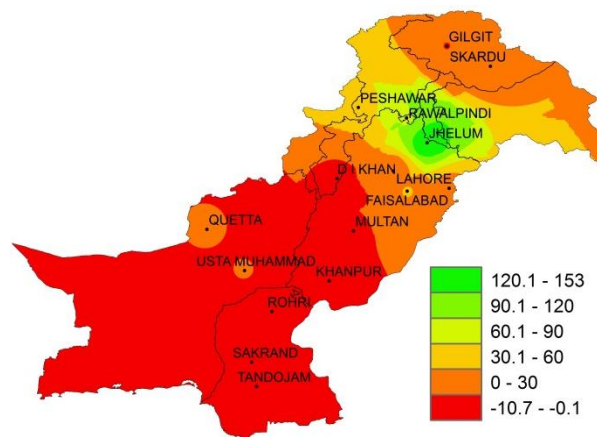 GILGIT
SKARDU
PESHAWAR
RAWALPINDI
JHELUM
D I KHAN
LAHORE
FAISALABAD
QUETTA
MULTAN
USTA MUHAMMAD
KHANPUR
ROHRI
SAKRAND
TANDOJAM
120.1 - 153
90.1 - 120
60.1 - 90
30.1 - 60
0 - 30
-10.7 - -0.1